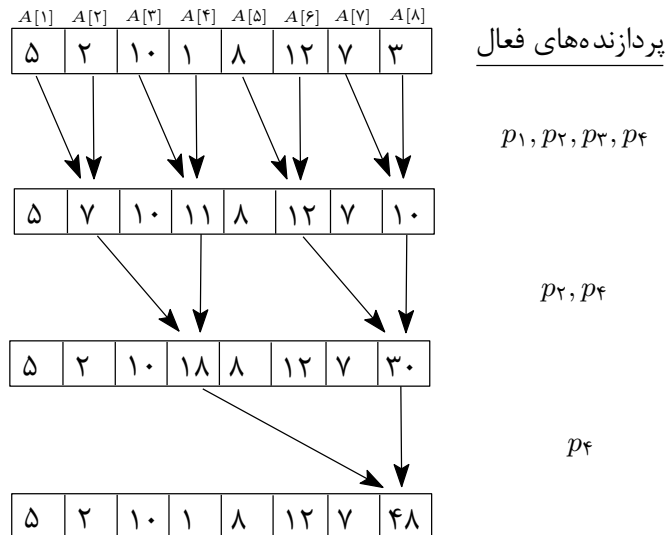 A[۱] A[۲] A[۳] A[۴] A[۵] A[۶] A[۷] A[۸]
۵ ۲ ۱۰ ۱ ۸ ۱۲ ۷ ۳
پردازنده‌های فعال
p۱, p۲, p۳, p۴
۵ ۷ ۱۰ ۱۱ ۸ ۱۲ ۷ ۱۰
p۲, p۴
۵ ۲ ۱۰ ۱۸ ۸ ۱۲ ۷ ۳۰
p۴
۵ ۲ ۱۰ ۱ ۸ ۱۲ ۷ ۴۸